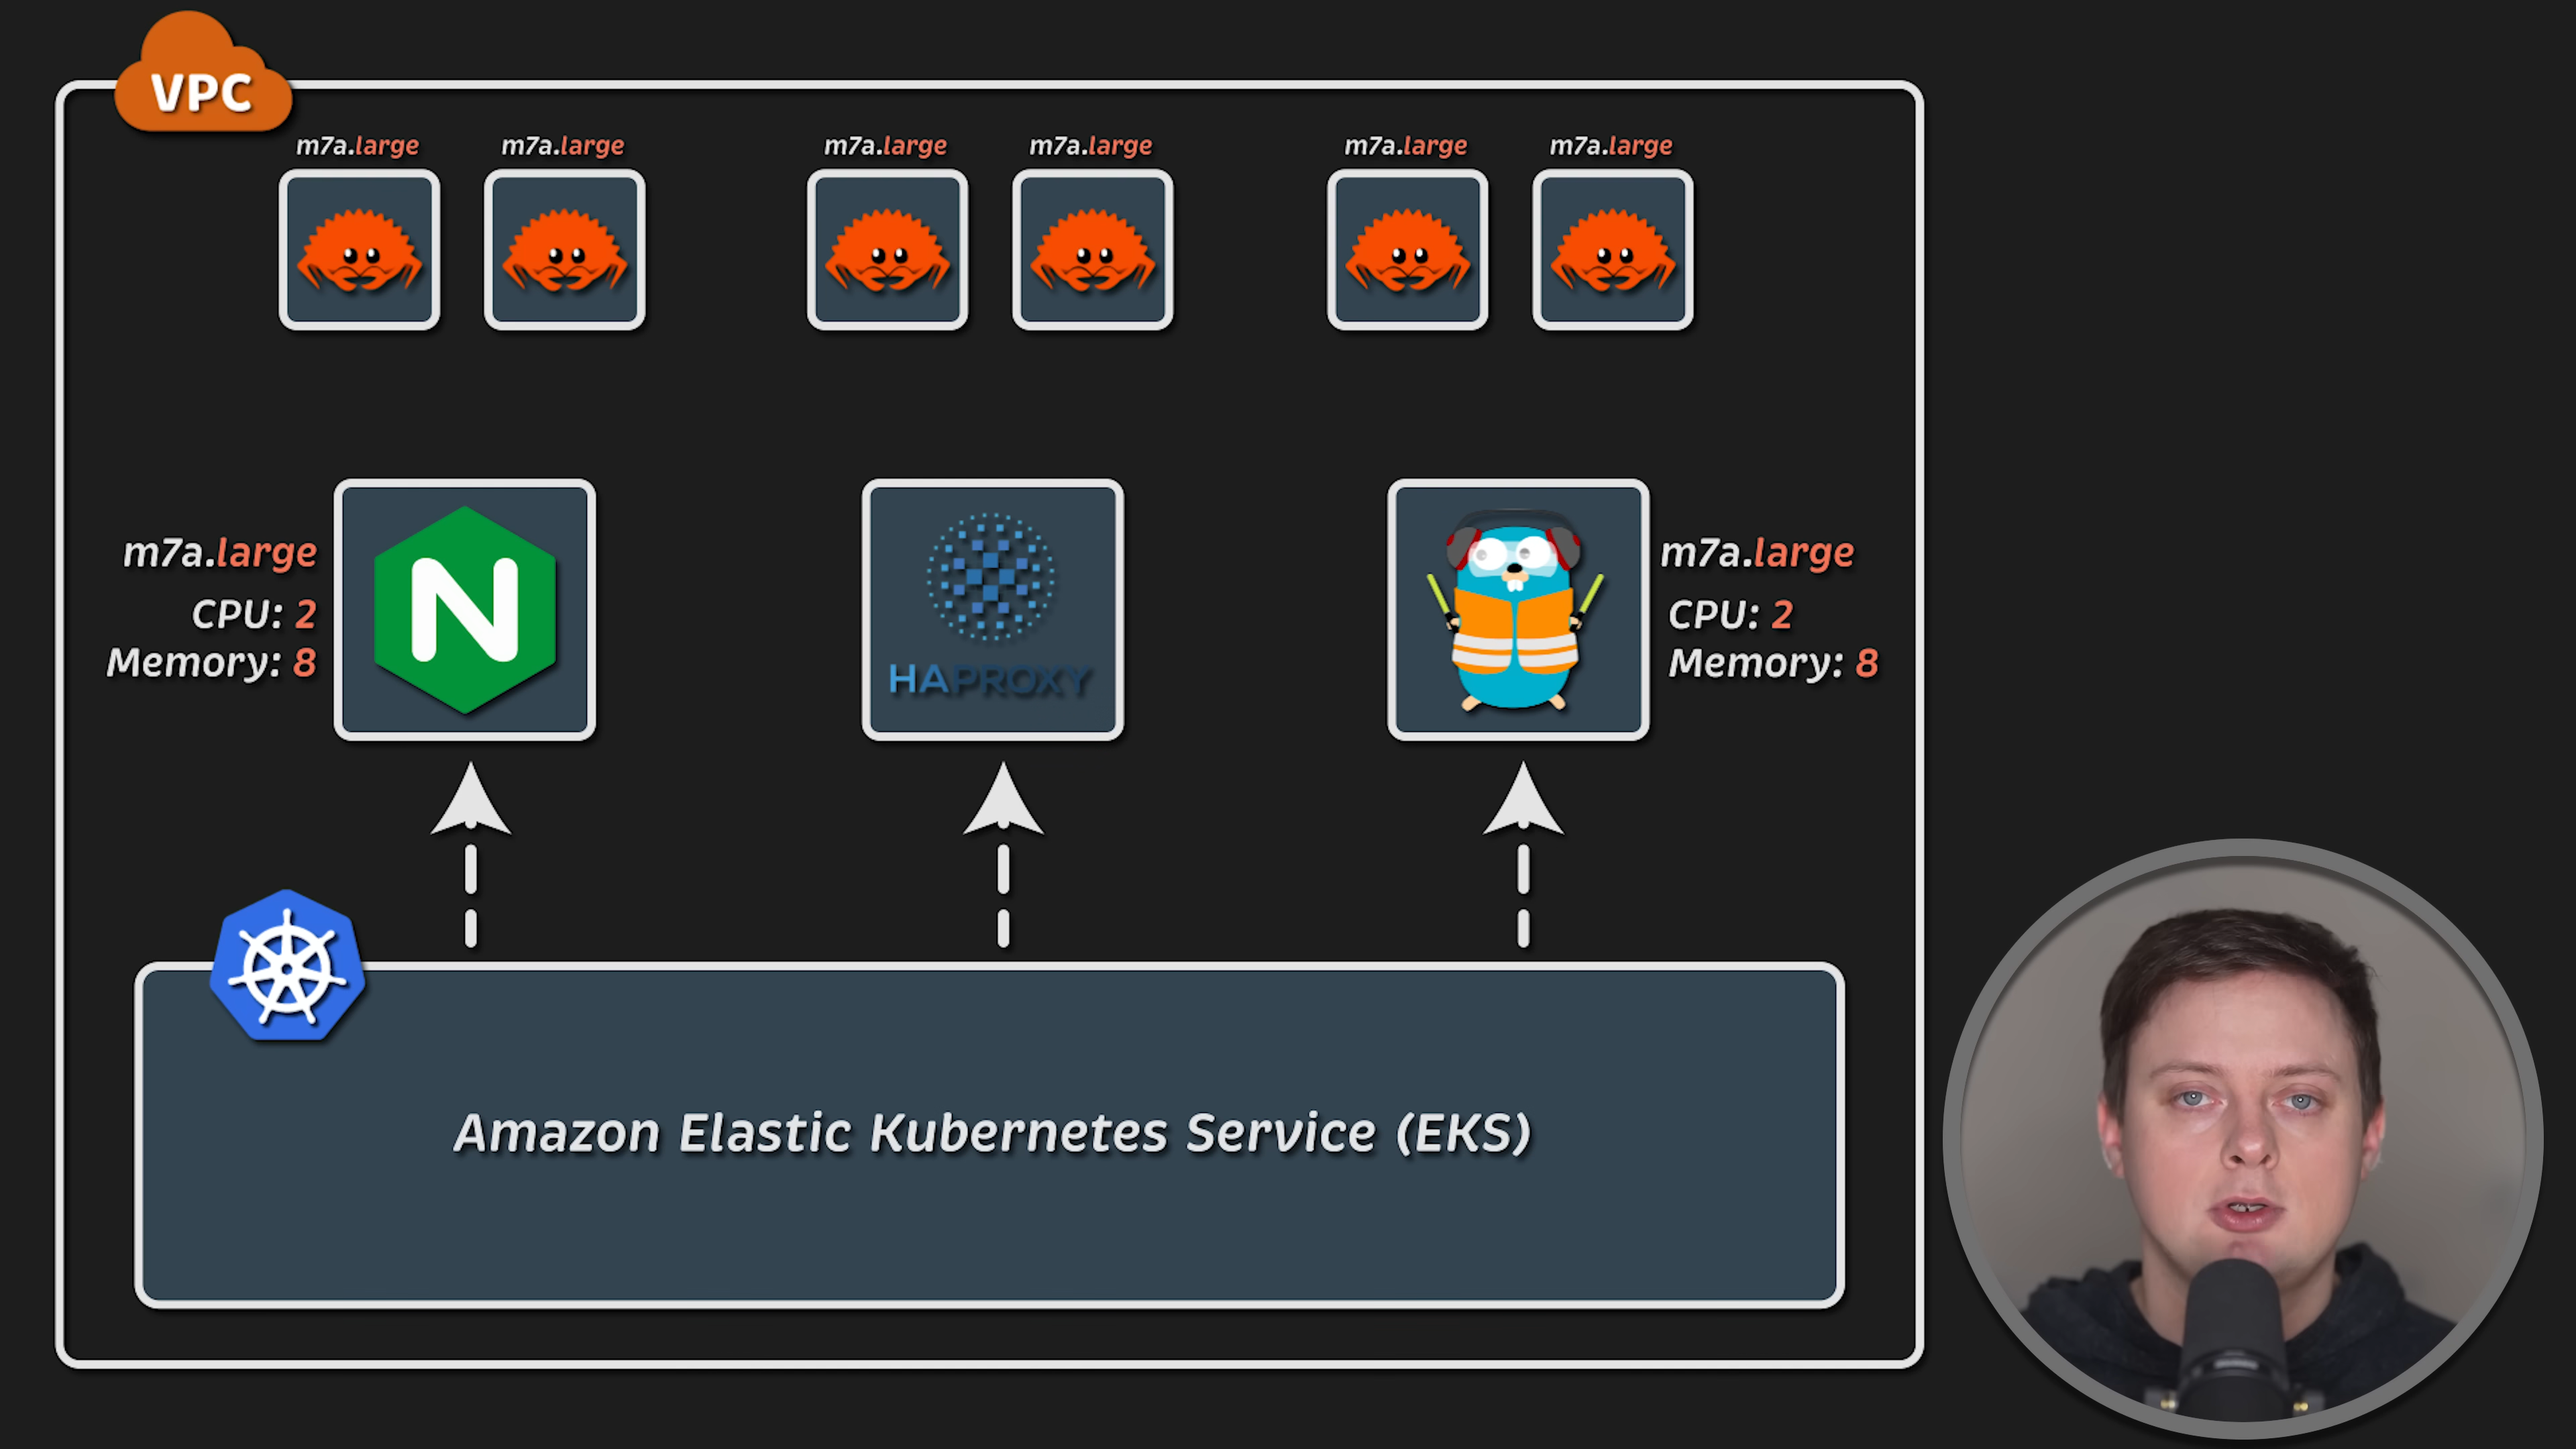 VPC
m7a.large m7a.large m7a.large m7a.large m7a.large m7a.large
m7a.large
CPU: 2
Memory: 8
N
HAPROXY
m7a.large
CPU: 2
Memory: 8
Amazon Elastic Kubernetes Service (EKS)